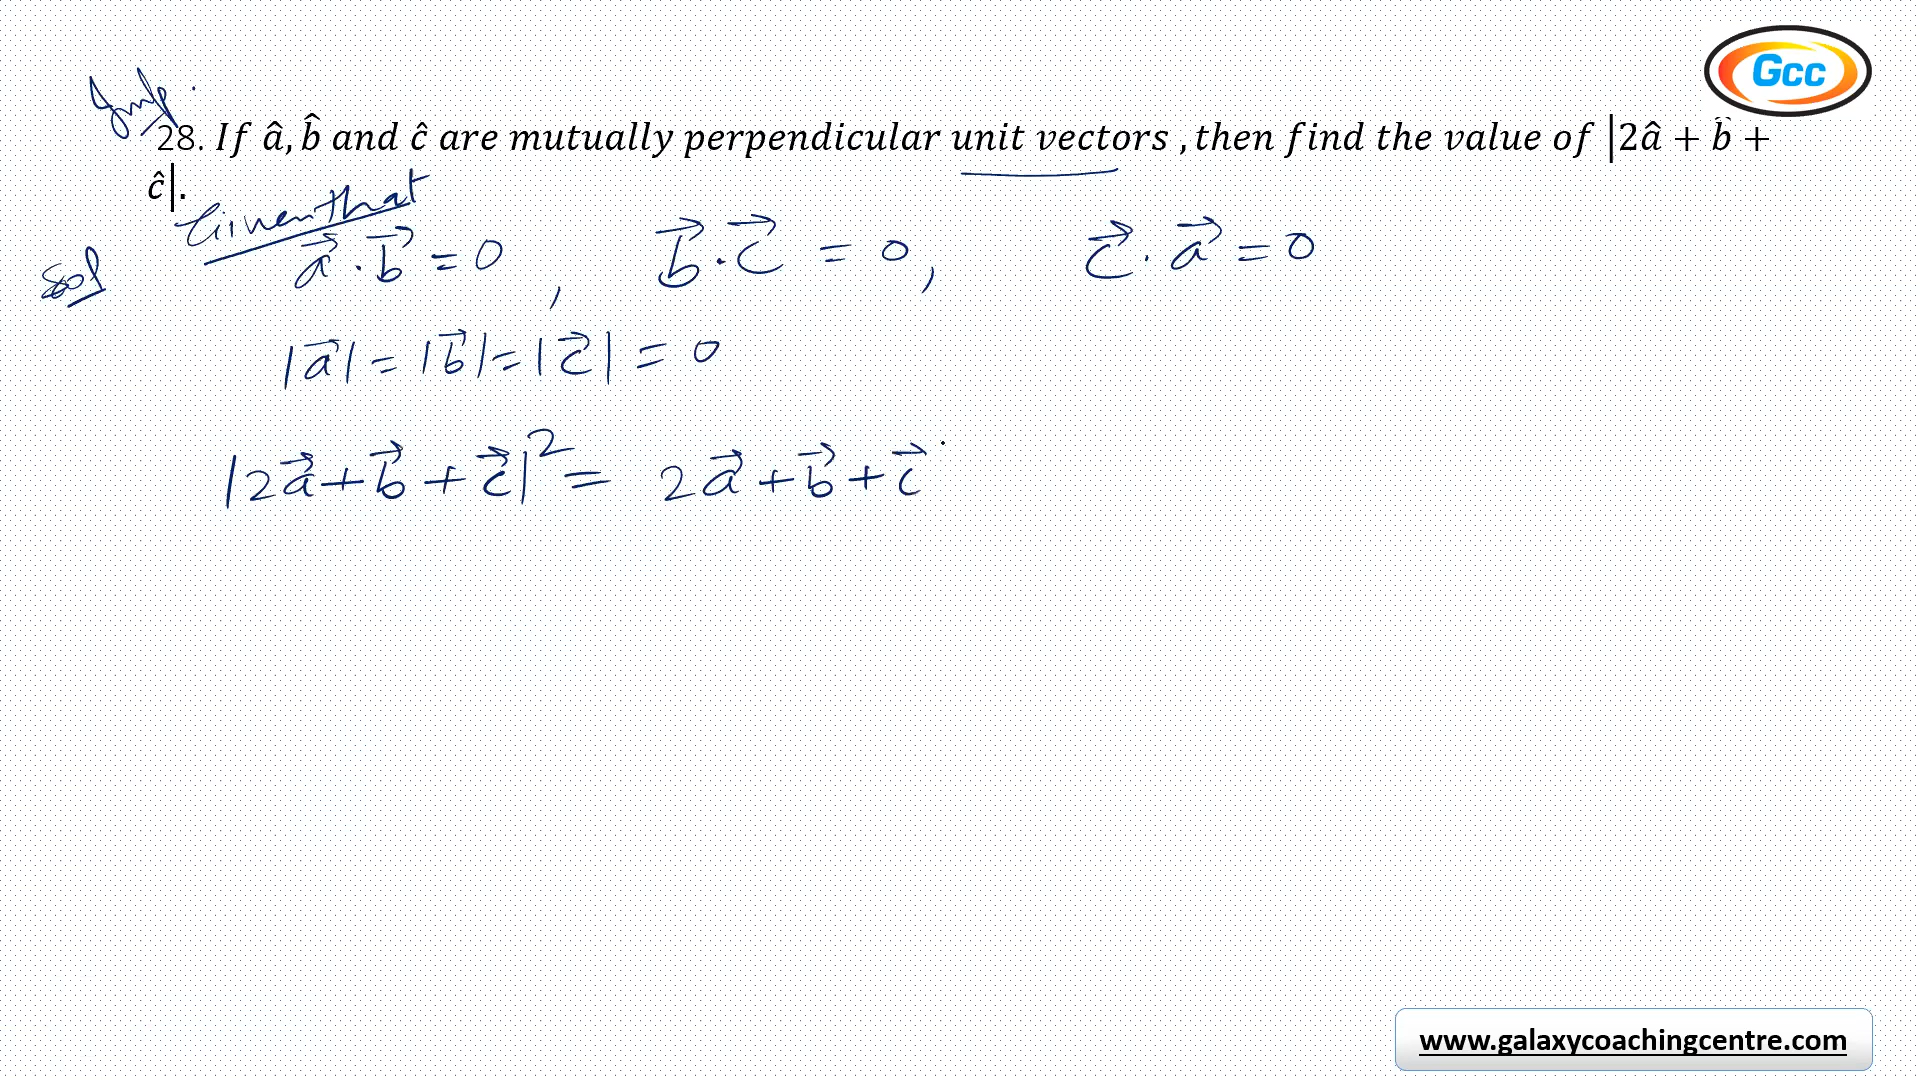 Gcc
Imp.
28. If â, b̂ and ĉ are mutually perpendicular unit vectors , then find the value of |2â + b̂ +
ĉ|.
Given that
Sol a⃗ . b⃗ = 0 , b⃗ . c⃗ = 0, c⃗ . a⃗ = 0
|a⃗| = |b⃗| = |c⃗| = 0
|2a⃗ + b⃗ + c⃗|² = 2a⃗ + b⃗ + c⃗
www.galaxycoachingcentre.com